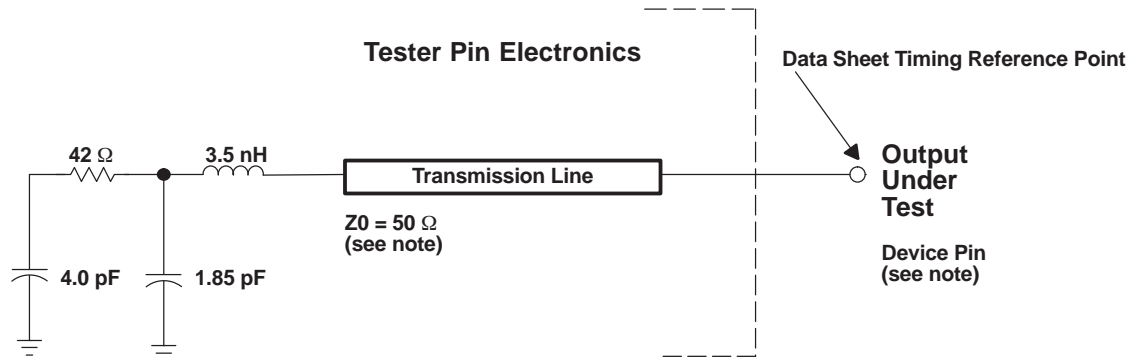 Tester Pin Electronics
Data Sheet Timing Reference Point
42 Ω
3.5 nH
Transmission Line
Output
Under
Test
Z0 = 50 Ω
(see note)
Device Pin
(see note)
4.0 pF
1.85 pF